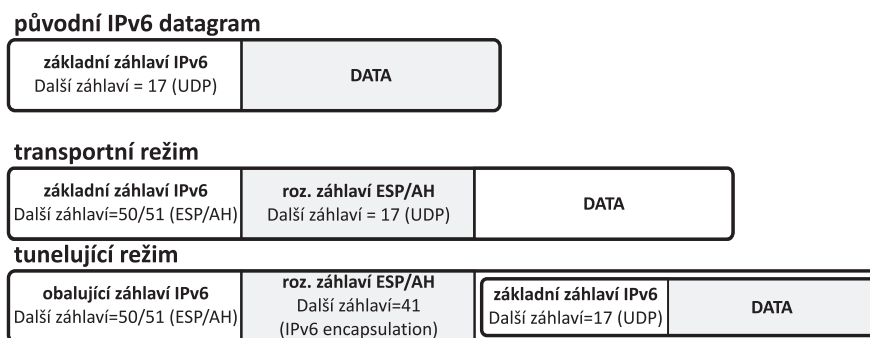 původní IPv6 datagram
základní záhlaví IPv6
Další záhlaví = 17 (UDP)
DATA
transportní režim
základní záhlaví IPv6
Další záhlaví=50/51 (ESP/AH)
roz. záhlaví ESP/AH
Další záhlaví = 17 (UDP)
DATA
tunelující režim
obalující záhlaví IPv6
Další záhlaví=50/51 (ESP/AH)
roz. záhlaví ESP/AH
Další záhlaví=41
(IPv6 encapsulation)
základní záhlaví IPv6
Další záhlaví=17 (UDP)
DATA